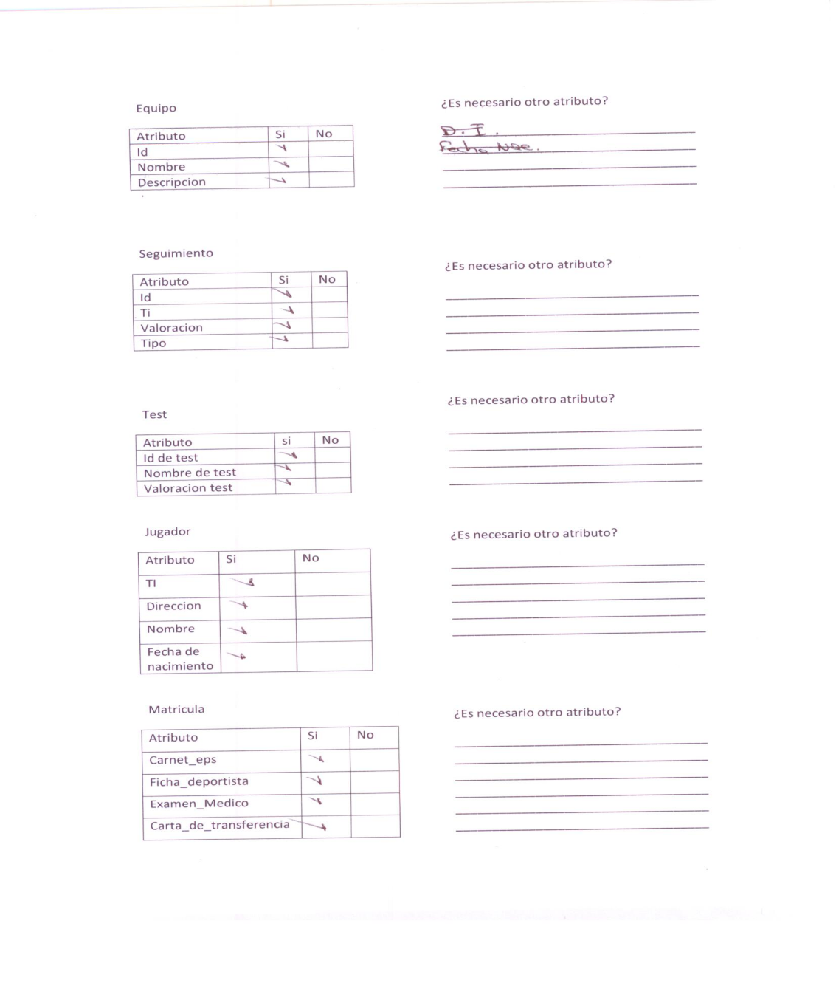 Equipo
¿Es necesario otro atributo?
Atributo Si No
Id
Nombre
Descripcion
D. I.
Fecha Nac.
Seguimiento
¿Es necesario otro atributo?
Atributo Si No
Id
Ti
Valoracion
Tipo
Test
¿Es necesario otro atributo?
Atributo si No
Id de test
Nombre de test
Valoracion test
Jugador
¿Es necesario otro atributo?
Atributo Si No
TI
Direccion
Nombre
Fecha de
nacimiento
Matricula
¿Es necesario otro atributo?
Atributo Si No
Carnet_eps
Ficha_deportista
Examen_Medico
Carta_de_transferencia